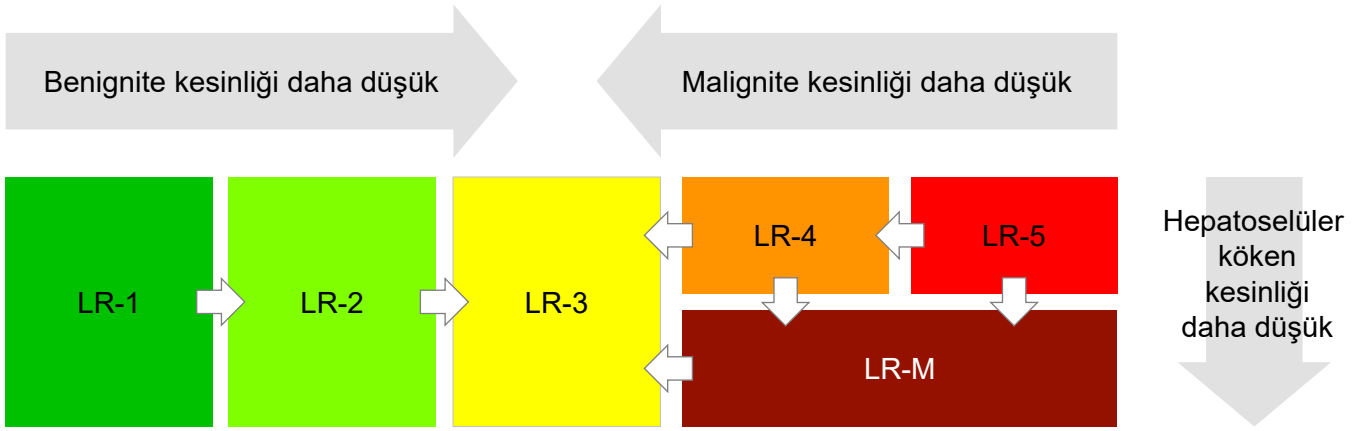 Benignite kesinliği daha düşük
Malignite kesinliği daha düşük
LR-1
LR-2
LR-3
LR-4
LR-5
LR-M
Hepatoselüler
köken
kesinliği
daha düşük